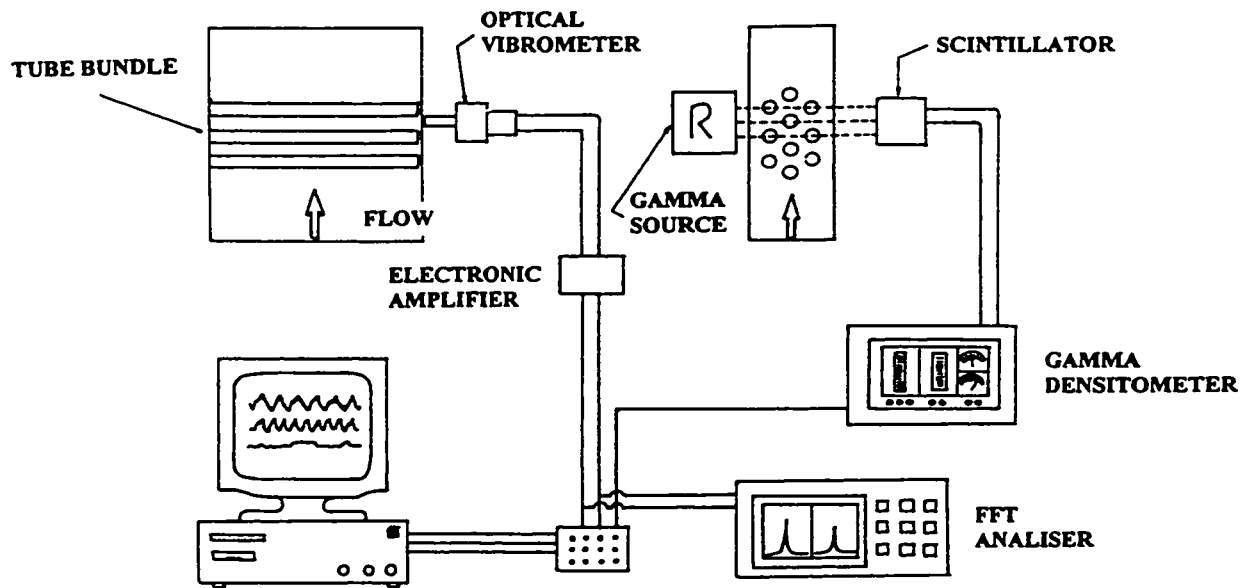 OPTICAL
VIBROMETER
TUBE BUNDLE
FLOW
SCINTILLATOR
R
GAMMA
SOURCE
ELECTRONIC
AMPLIFIER
GAMMA
DENSITOMETER
FFT
ANALISER